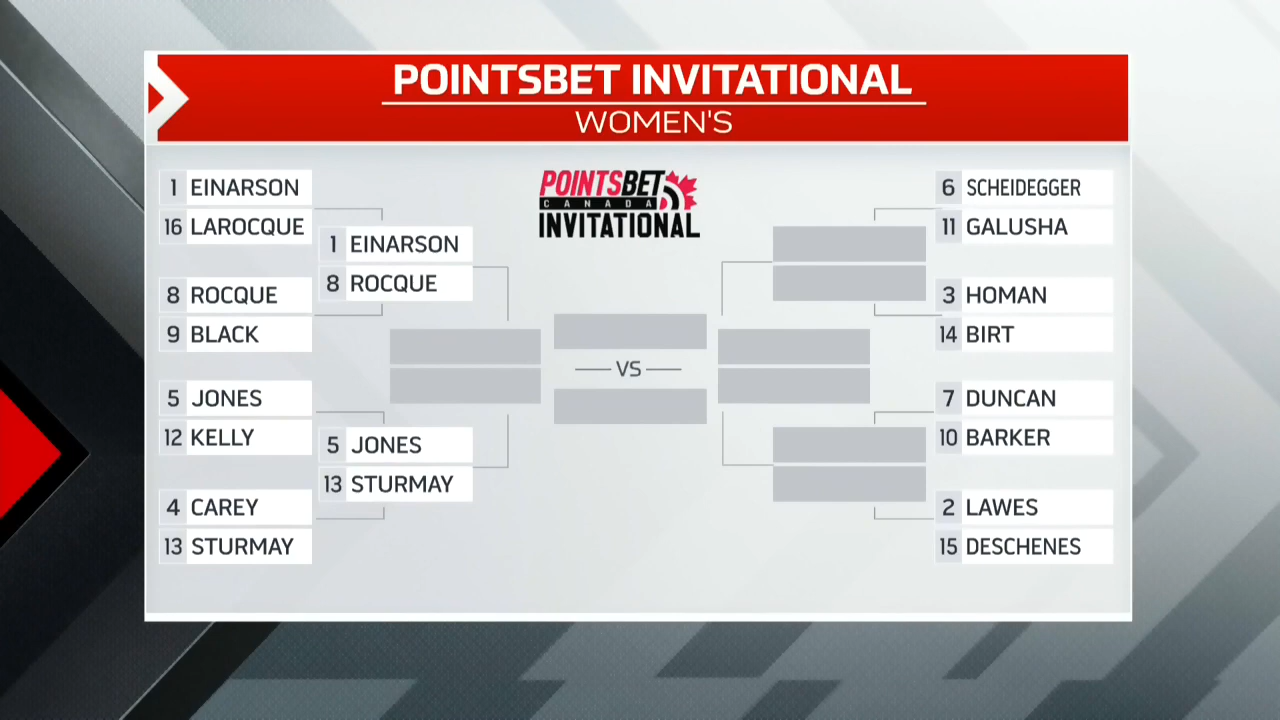 POINTSBET INVITATIONAL
WOMEN'S
POINTSBET
CANADA
INVITATIONAL
1 EINARSON
16 LAROCQUE
8 ROCQUE
9 BLACK
5 JONES
12 KELLY
4 CAREY
13 STURMAY
1 EINARSON
8 ROCQUE
5 JONES
13 STURMAY
VS
6 SCHEIDEGGER
11 GALUSHA
3 HOMAN
14 BIRT
7 DUNCAN
10 BARKER
2 LAWES
15 DESCHENES